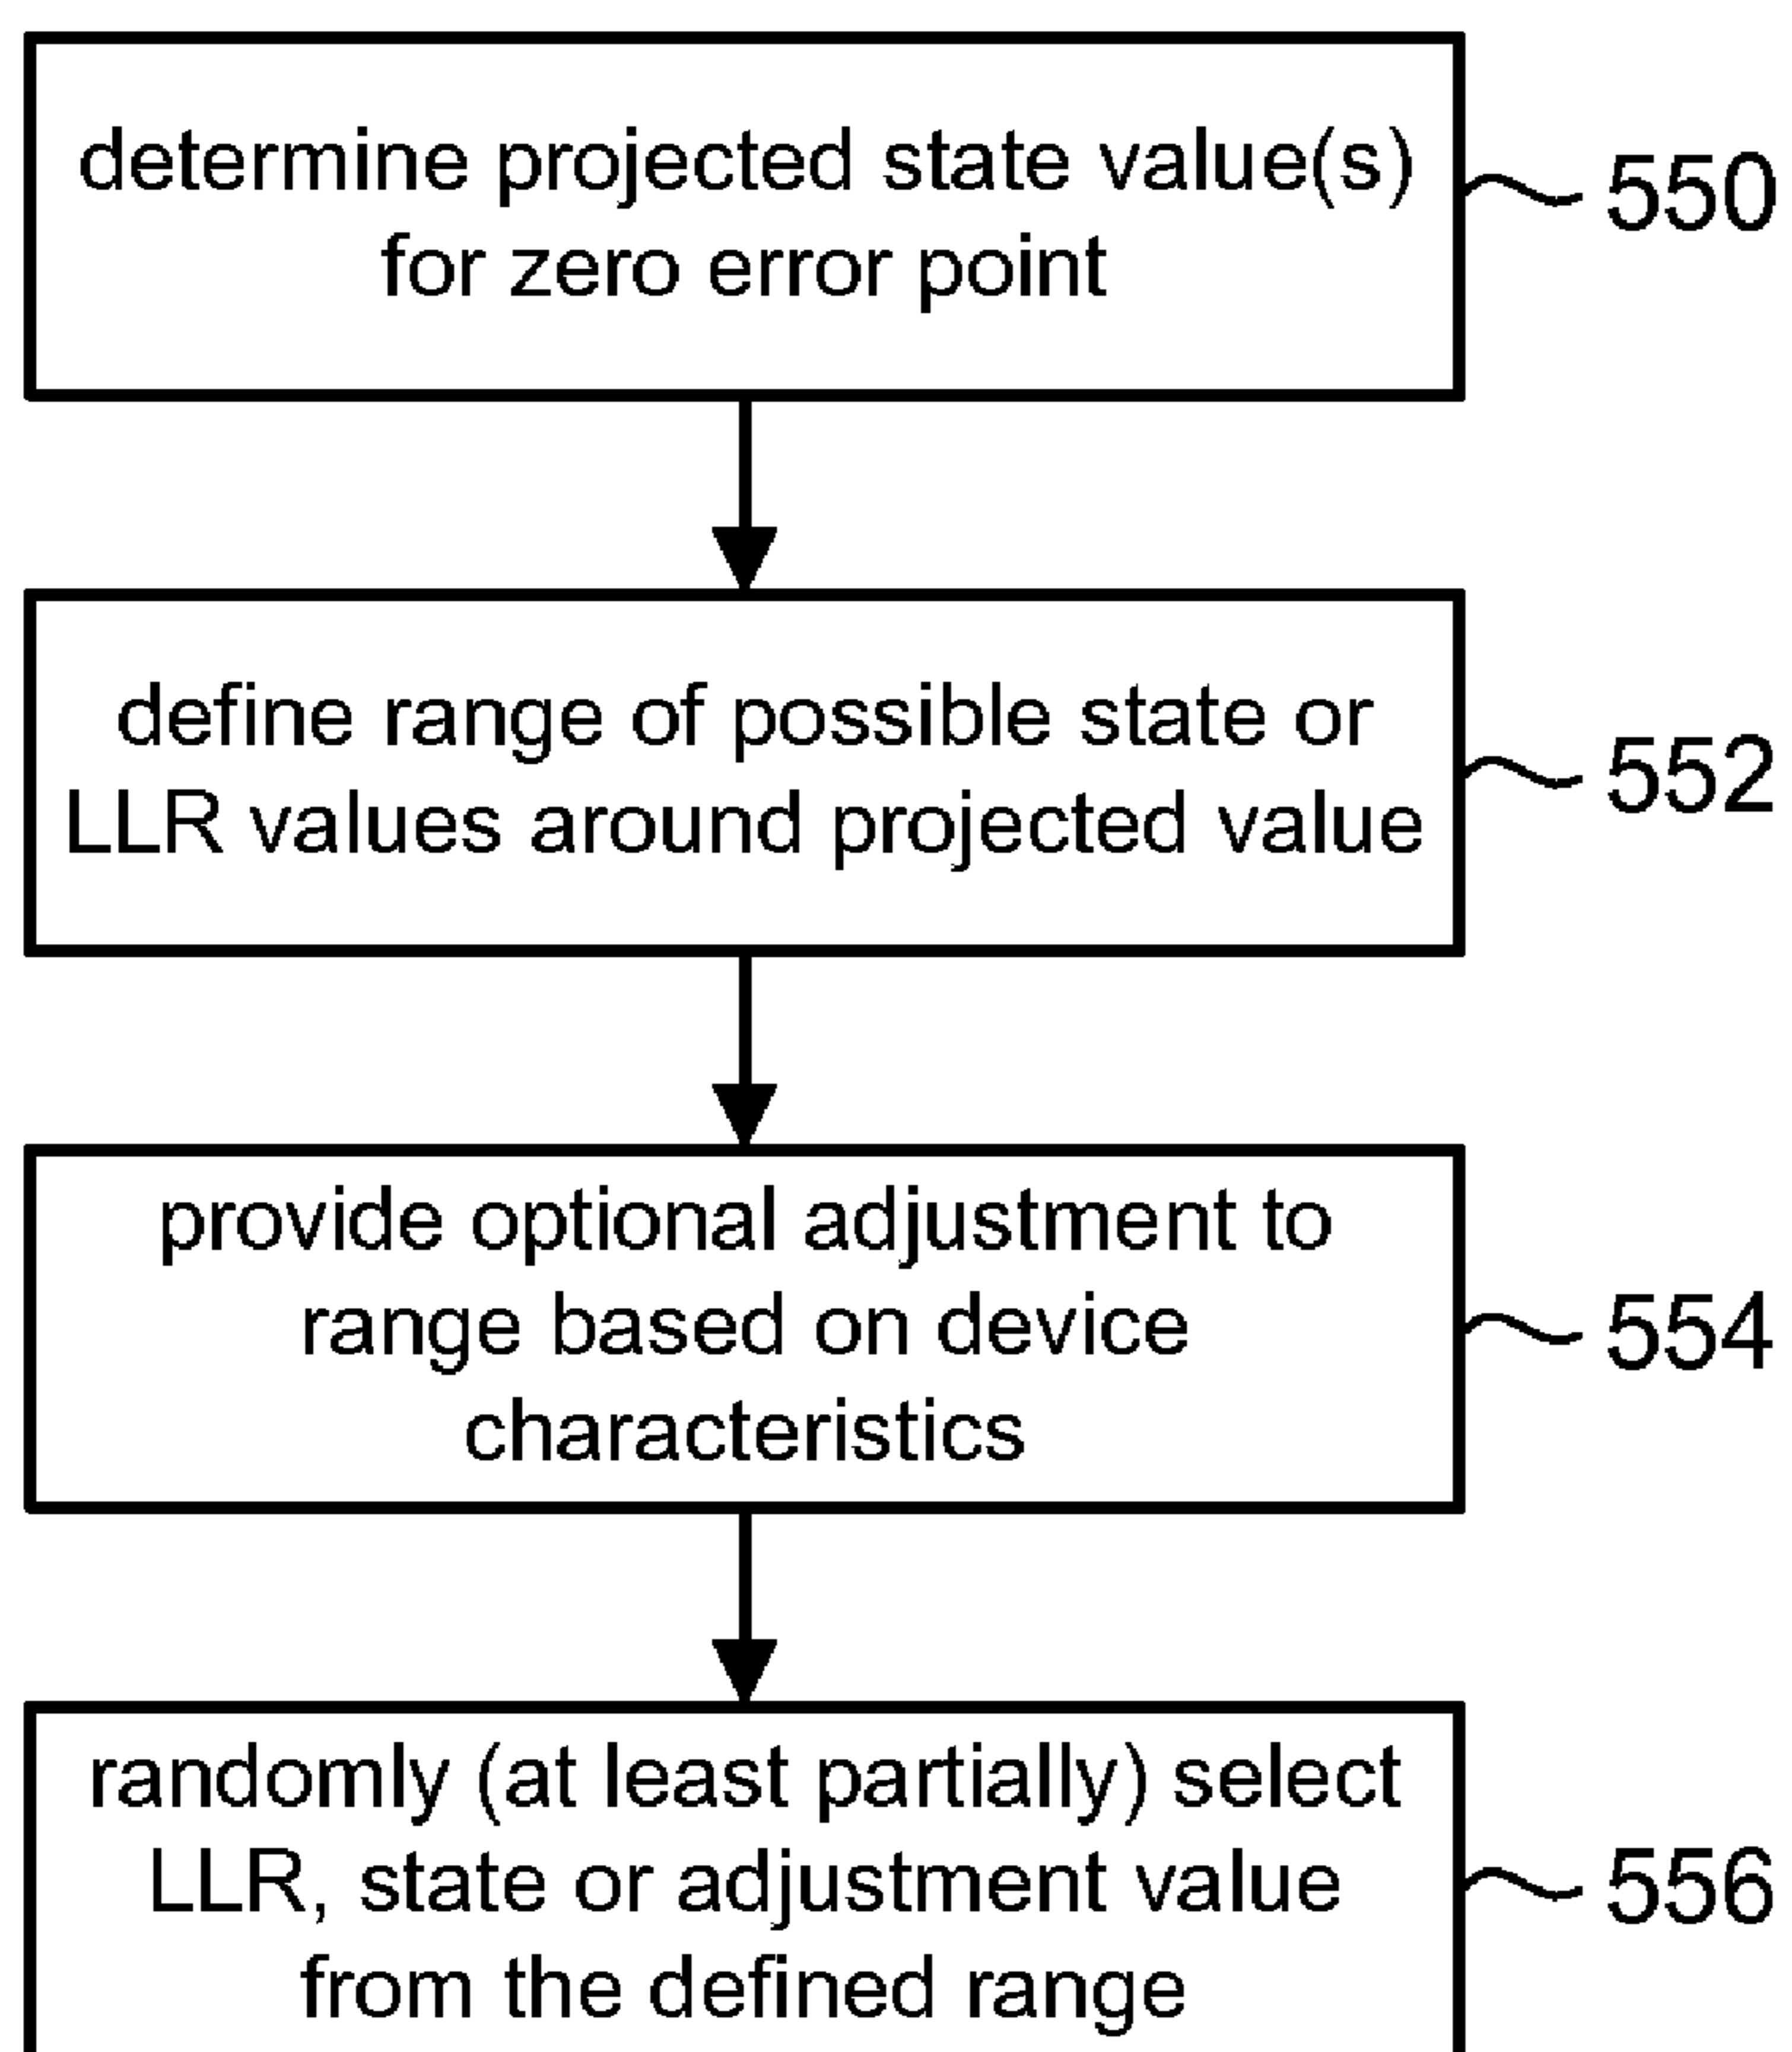 determine projected state value(s)
for zero error point
550
define range of possible state or
LLR values around projected value
552
provide optional adjustment to
range based on device
characteristics
554
randomly (at least partially) select
LLR, state or adjustment value
from the defined range
556